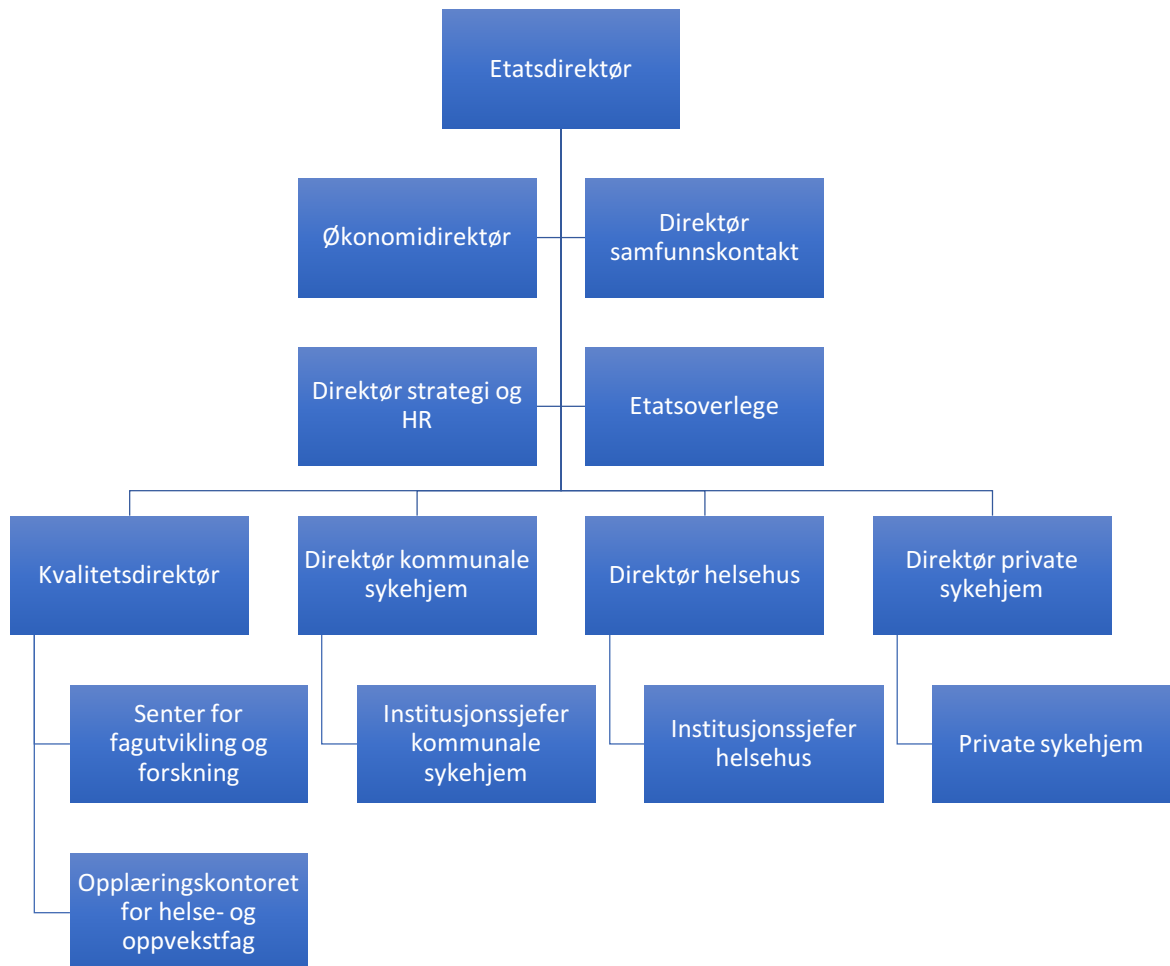 Etatsdirektør
Økonomidirektør
Direktør
samfunnskontakt
Direktør strategi og
HR
Etatsoverlege
Kvalitetsdirektør
Direktør kommunale
sykehjem
Direktør helsehus
Direktør private
sykehjem
Senter for
fagutvikling og
forskning
Institusjonssjefer
kommunale
sykehjem
Institusjonssjefer
helsehus
Private sykehjem
Opplæringskontoret
for helse- og
oppvekstfag